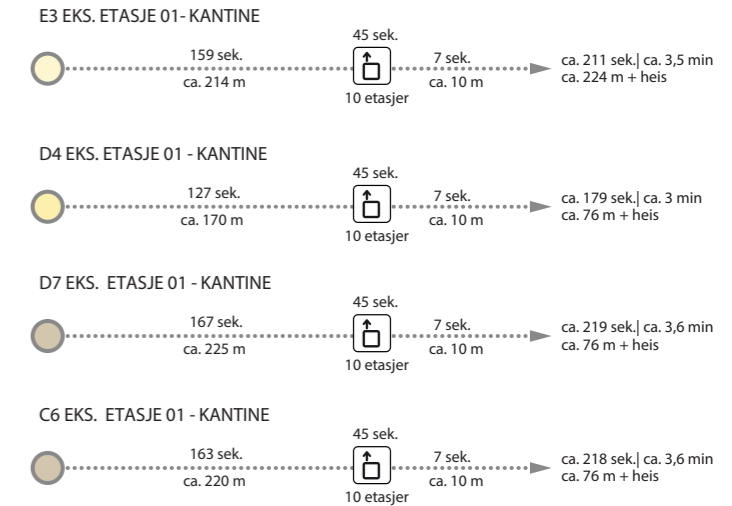 E3 EKS. ETASJE 01- KANTINE
45 sek.
159 sek.
7 sek.
ca. 211 sek.| ca. 3,5 min
ca. 214 m
ca. 10 m
ca. 224 m + heis
10 etasjer
D4 EKS. ETASJE 01 - KANTINE
45 sek.
127 sek.
7 sek.
ca. 179 sek.| ca. 3 min
ca. 170 m
ca. 10 m
ca. 76 m + heis
10 etasjer
D7 EKS. ETASJE 01 - KANTINE
45 sek.
167 sek.
7 sek.
ca. 219 sek.| ca. 3,6 min
ca. 225 m
ca. 10 m
ca. 76 m + heis
10 etasjer
C6 EKS. ETASJE 01 - KANTINE
45 sek.
163 sek.
7 sek.
ca. 218 sek.| ca. 3,6 min
ca. 220 m
ca. 10 m
ca. 76 m + heis
10 etasjer